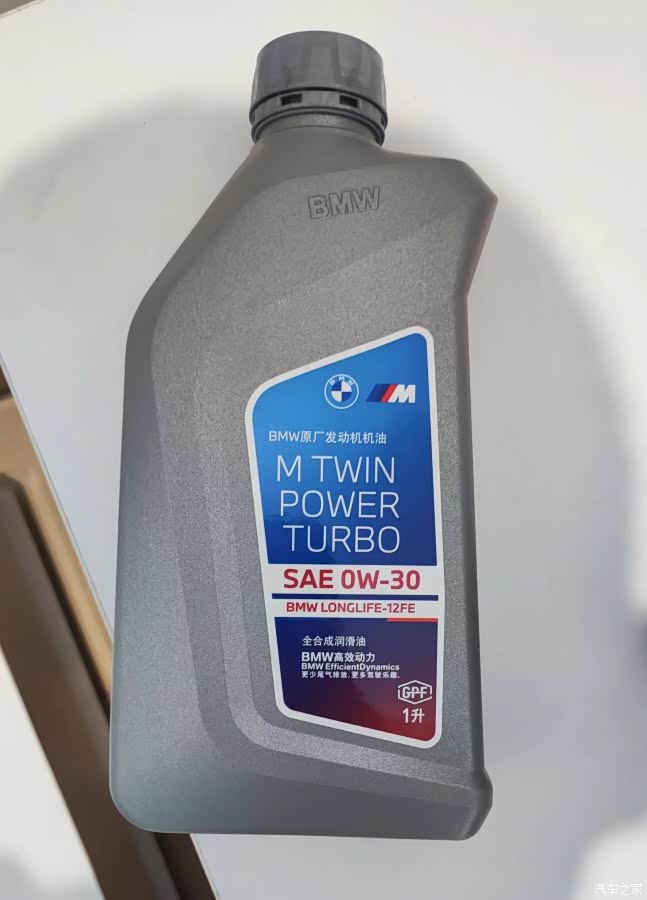 BMW
BMW
M
BMW原厂发动机机油
M TWIN
POWER
TURBO
SAE 0W-30
BMW LONGLIFE-12FE
全合成润滑油
BMW高效动力
BMW EfficientDynamics
更少尾气排放,更多驾驶乐趣.
GPF
1升
汽车之家